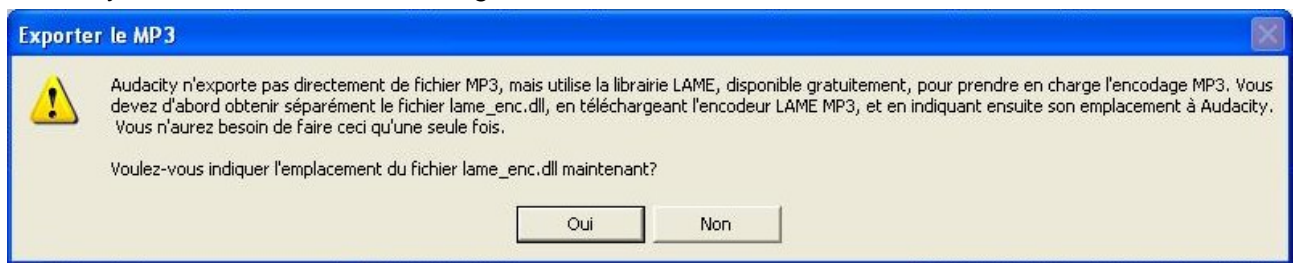 Exporter le MP3
Audacity n'exporte pas directement de fichier MP3, mais utilise la librairie LAME, disponible gratuitement, pour prendre en charge l'encodage MP3. Vous
devez d'abord obtenir séparément le fichier lame_enc.dll, en téléchargeant l'encodeur LAME MP3, et en indiquant ensuite son emplacement à Audacity.
Vous n'aurez besoin de faire ceci qu'une seule fois.
Voulez-vous indiquer l'emplacement du fichier lame_enc.dll maintenant?
Oui Non